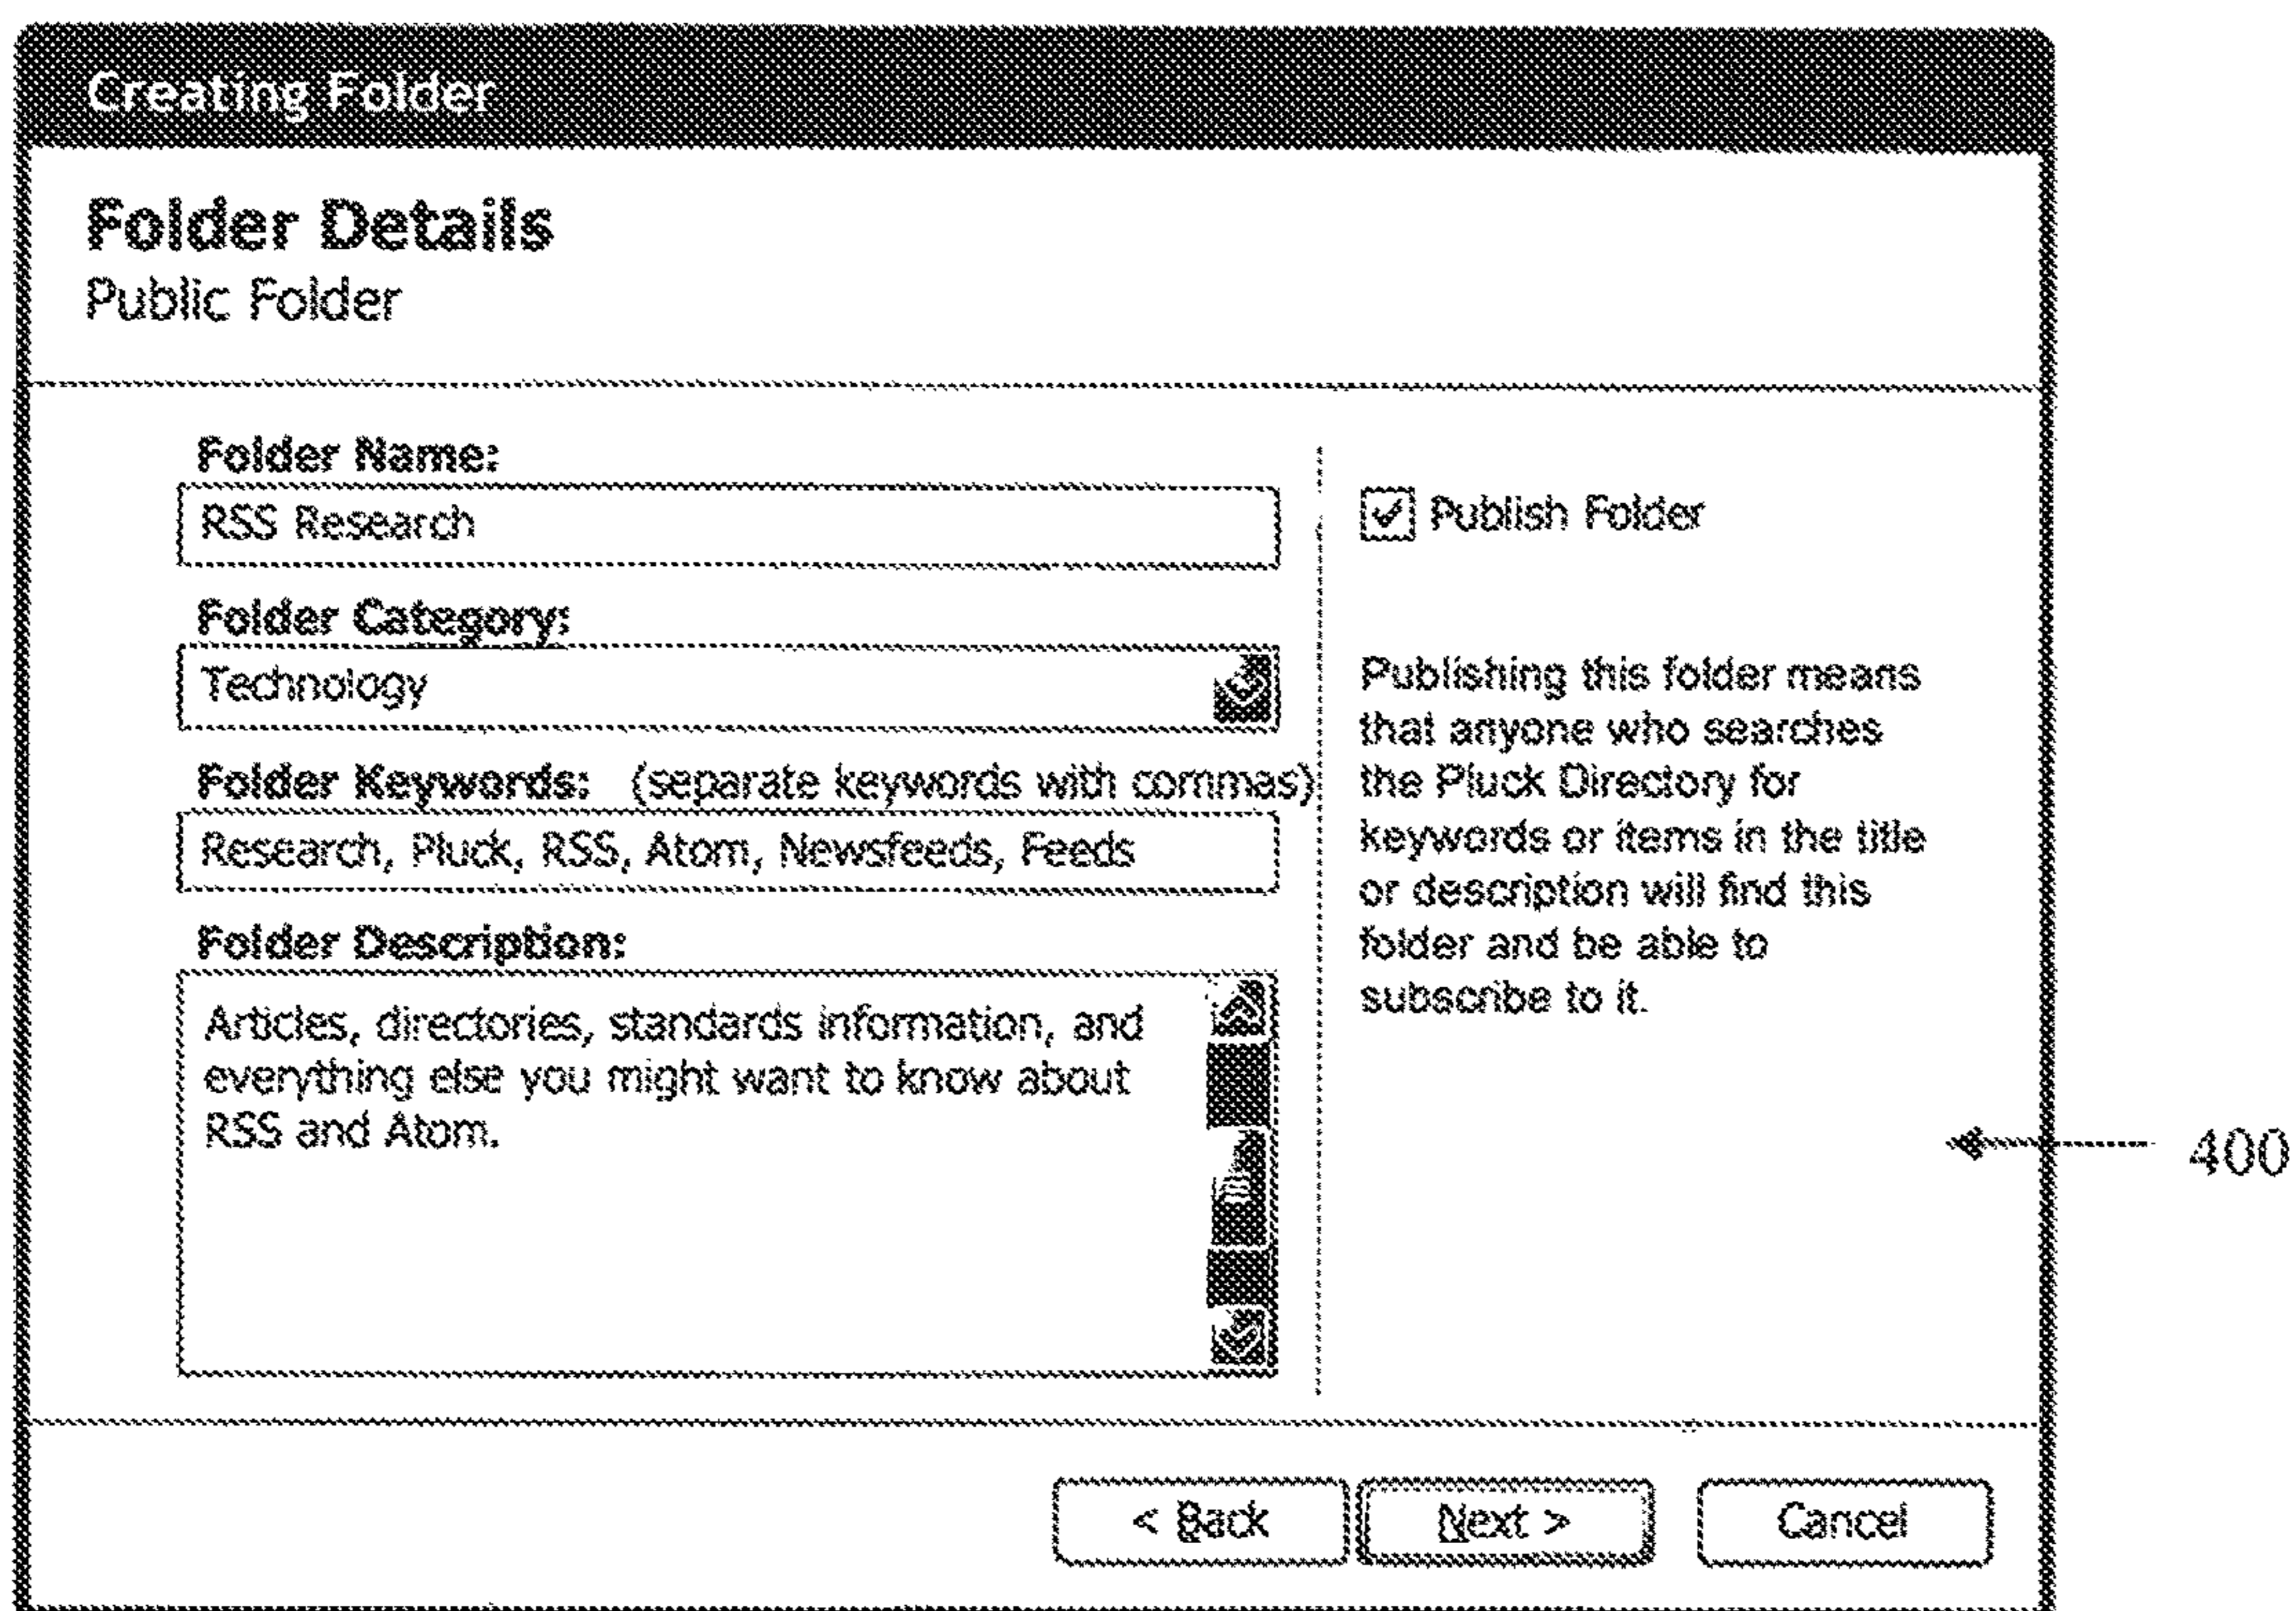 Creating Folder
Folder Details
Public Folder
Folder Name:
RSS Research
Folder Category:
Technology
Folder Keywords: (separate keywords with commas)
Research, Pluck, RSS, Atom, Newsfeeds, Feeds
Folder Description:
Articles, directories, standards information, and
everything else you might want to know about
RSS and Atom.
Publish Folder
Publishing this folder means
that anyone who searches
the Pluck Directory for
keywords or items in the title
or description will find this
folder and be able to
subscribe to it.
400
< Back
Next >
Cancel